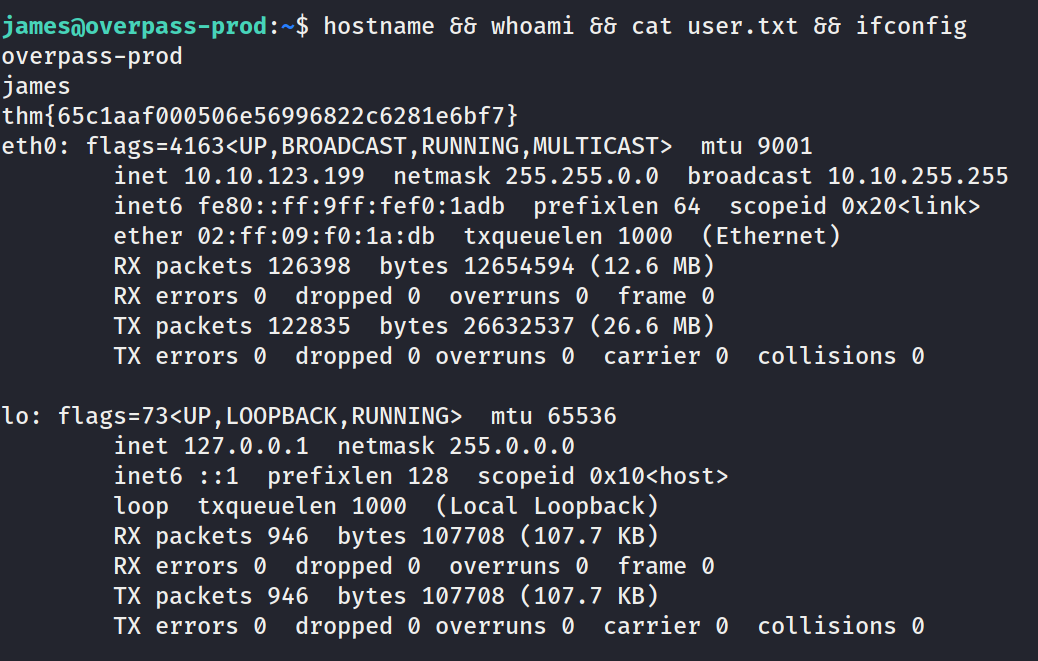 james@overpass-prod:~$ hostname && whoami && cat user.txt && ifconfig
overpass-prod
james
thm{65c1aaf000506e56996822c6281e6bf7}
eth0: flags=4163<UP,BROADCAST,RUNNING,MULTICAST>  mtu 9001
        inet 10.10.123.199  netmask 255.255.0.0  broadcast 10.10.255.255
        inet6 fe80::ff:9ff:fef0:1adb  prefixlen 64  scopeid 0x20<link>
        ether 02:ff:09:f0:1a:db  txqueuelen 1000  (Ethernet)
        RX packets 126398  bytes 12654594 (12.6 MB)
        RX errors 0  dropped 0  overruns 0  frame 0
        TX packets 122835  bytes 26632537 (26.6 MB)
        TX errors 0  dropped 0 overruns 0  carrier 0  collisions 0

lo: flags=73<UP,LOOPBACK,RUNNING>  mtu 65536
        inet 127.0.0.1  netmask 255.0.0.0
        inet6 ::1  prefixlen 128  scopeid 0x10<host>
        loop  txqueuelen 1000  (Local Loopback)
        RX packets 946  bytes 107708 (107.7 KB)
        RX errors 0  dropped 0  overruns 0  frame 0
        TX packets 946  bytes 107708 (107.7 KB)
        TX errors 0  dropped 0 overruns 0  carrier 0  collisions 0